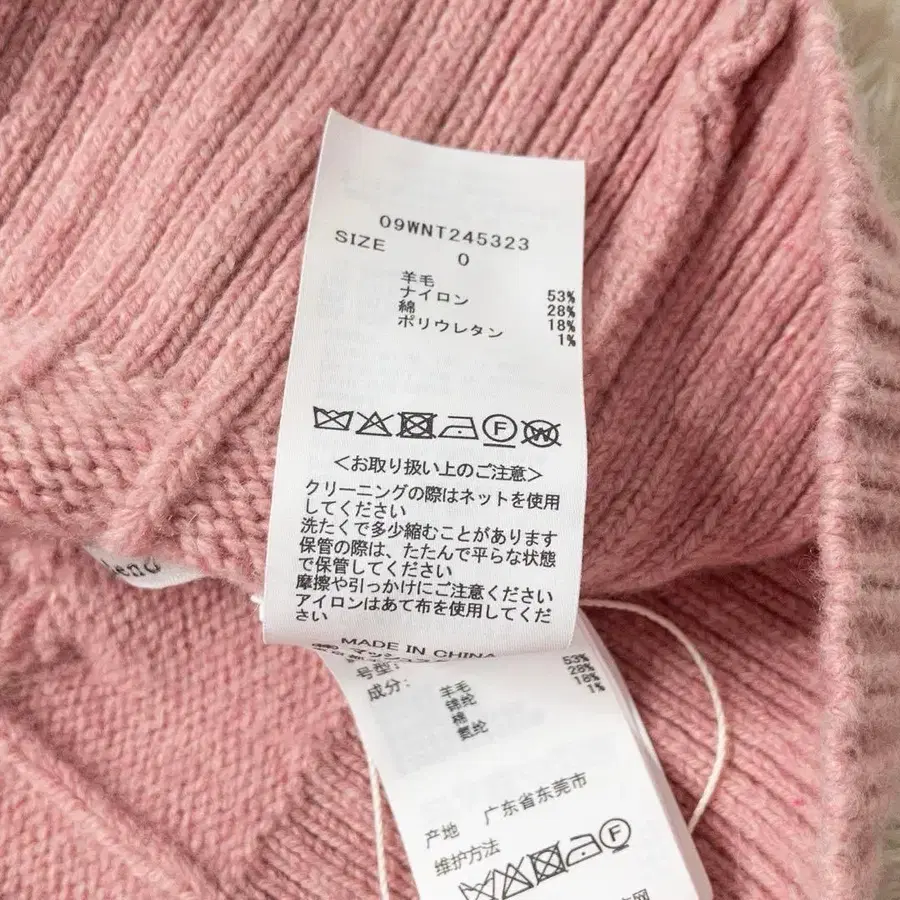 09WNT245323
SIZE 0
羊毛 53%
ナイロン 28%
綿 18%
ポリウレタン 1%
F W
<お取り扱い上のご注意>
クリーニングの際はネットを使用
してください
洗たくで多少縮むことがあります
保管の際は、たたんで平らな状態
で保管してください
摩擦や引っかけにご注意ください
アイロンはあて布を使用してくだ
さい
MADE IN CHINA
号型:
成分: 羊毛 53%
锦纶 28%
棉 18%
氨纶 1%
产地 广东省东莞市
维护方法
F